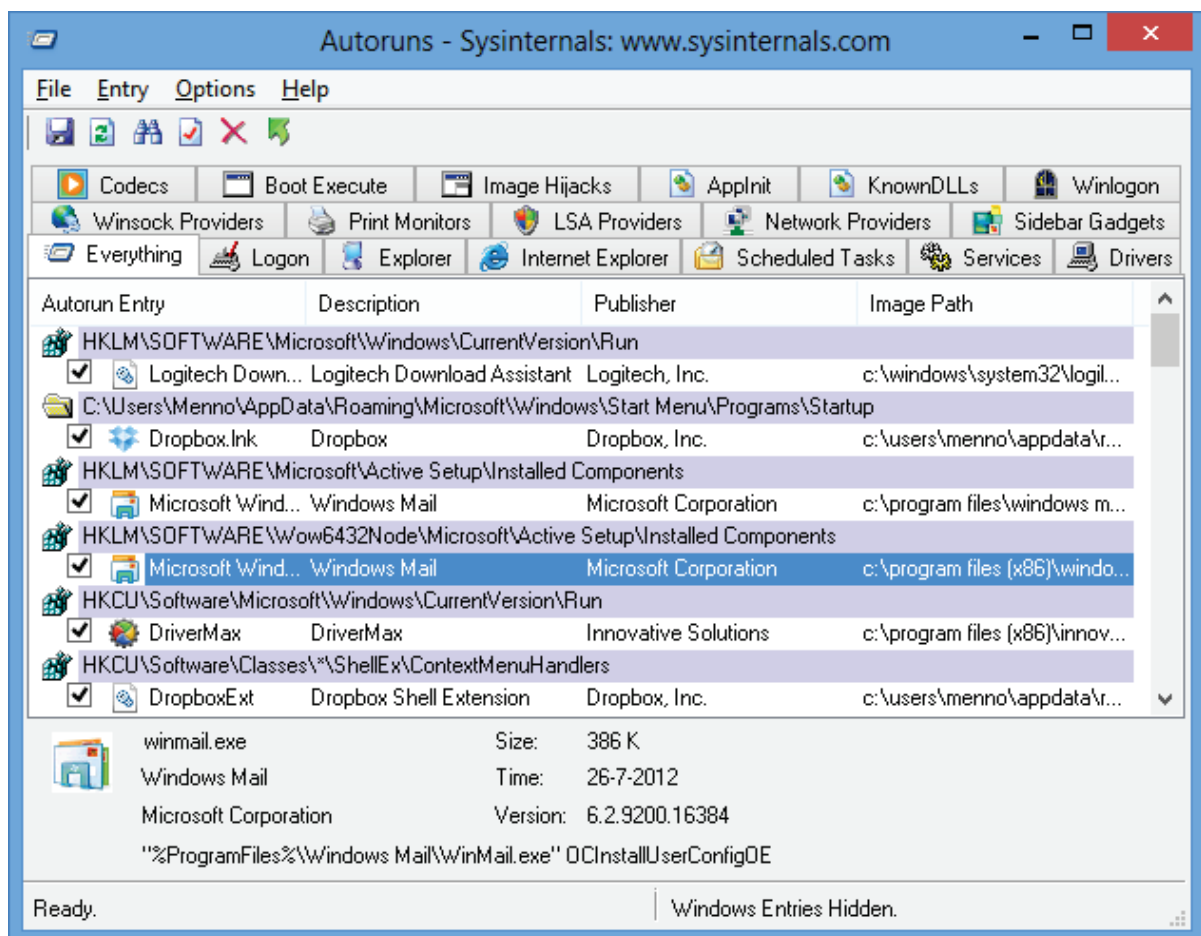 Autoruns - Sysinternals: www.sysinternals.com
File Entry Options Help
Codecs Boot Execute Image Hijacks AppInit KnownDLLs Winlogon
Winsock Providers Print Monitors LSA Providers Network Providers Sidebar Gadgets
Everything Logon Explorer Internet Explorer Scheduled Tasks Services Drivers
Autorun Entry Description Publisher Image Path
HKLM\SOFTWARE\Microsoft\Windows\CurrentVersion\Run
Logitech Down... Logitech Download Assistant Logitech, Inc. c:\windows\system32\logil...
C:\Users\Menno\AppData\Roaming\Microsoft\Windows\Start Menu\Programs\Startup
Dropbox.lnk Dropbox Dropbox, Inc. c:\users\menno\appdata\r...
HKLM\SOFTWARE\Microsoft\Active Setup\Installed Components
Microsoft Wind... Windows Mail Microsoft Corporation c:\program files\windows m...
HKLM\SOFTWARE\Wow6432Node\Microsoft\Active Setup\Installed Components
Microsoft Wind... Windows Mail Microsoft Corporation c:\program files (x86)\windo...
HKCU\Software\Microsoft\Windows\CurrentVersion\Run
DriverMax DriverMax Innovative Solutions c:\program files (x86)\innov...
HKCU\Software\Classes\*\ShellEx\ContextMenuHandlers
DropboxExt Dropbox Shell Extension Dropbox, Inc. c:\users\menno\appdata\r...
winmail.exe Size: 386 K
Windows Mail Time: 26-7-2012
Microsoft Corporation Version: 6.2.9200.16384
"%ProgramFiles%\Windows Mail\WinMail.exe" OCInstallUserConfigOE
Ready. Windows Entries Hidden.